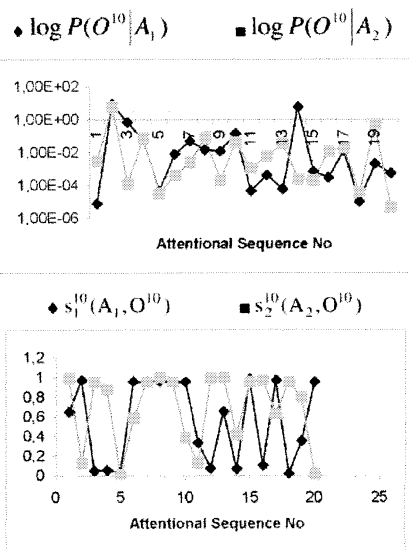 ◆ log P(O^10|A_1) ■ log P(O^10|A_2)
1,00E+02
1,00E+00
1,00E-02
1,00E-04
1,00E-06
1 3 5 7 9 11 13 15 17 19
Attentional Sequence No
◆ s_1^10(A_1,O^10) ■ s_2^10(A_2,O^10)
1,2
1
0,8
0,6
0,4
0,2
0
0 5 10 15 20 25
Attentional Sequence No